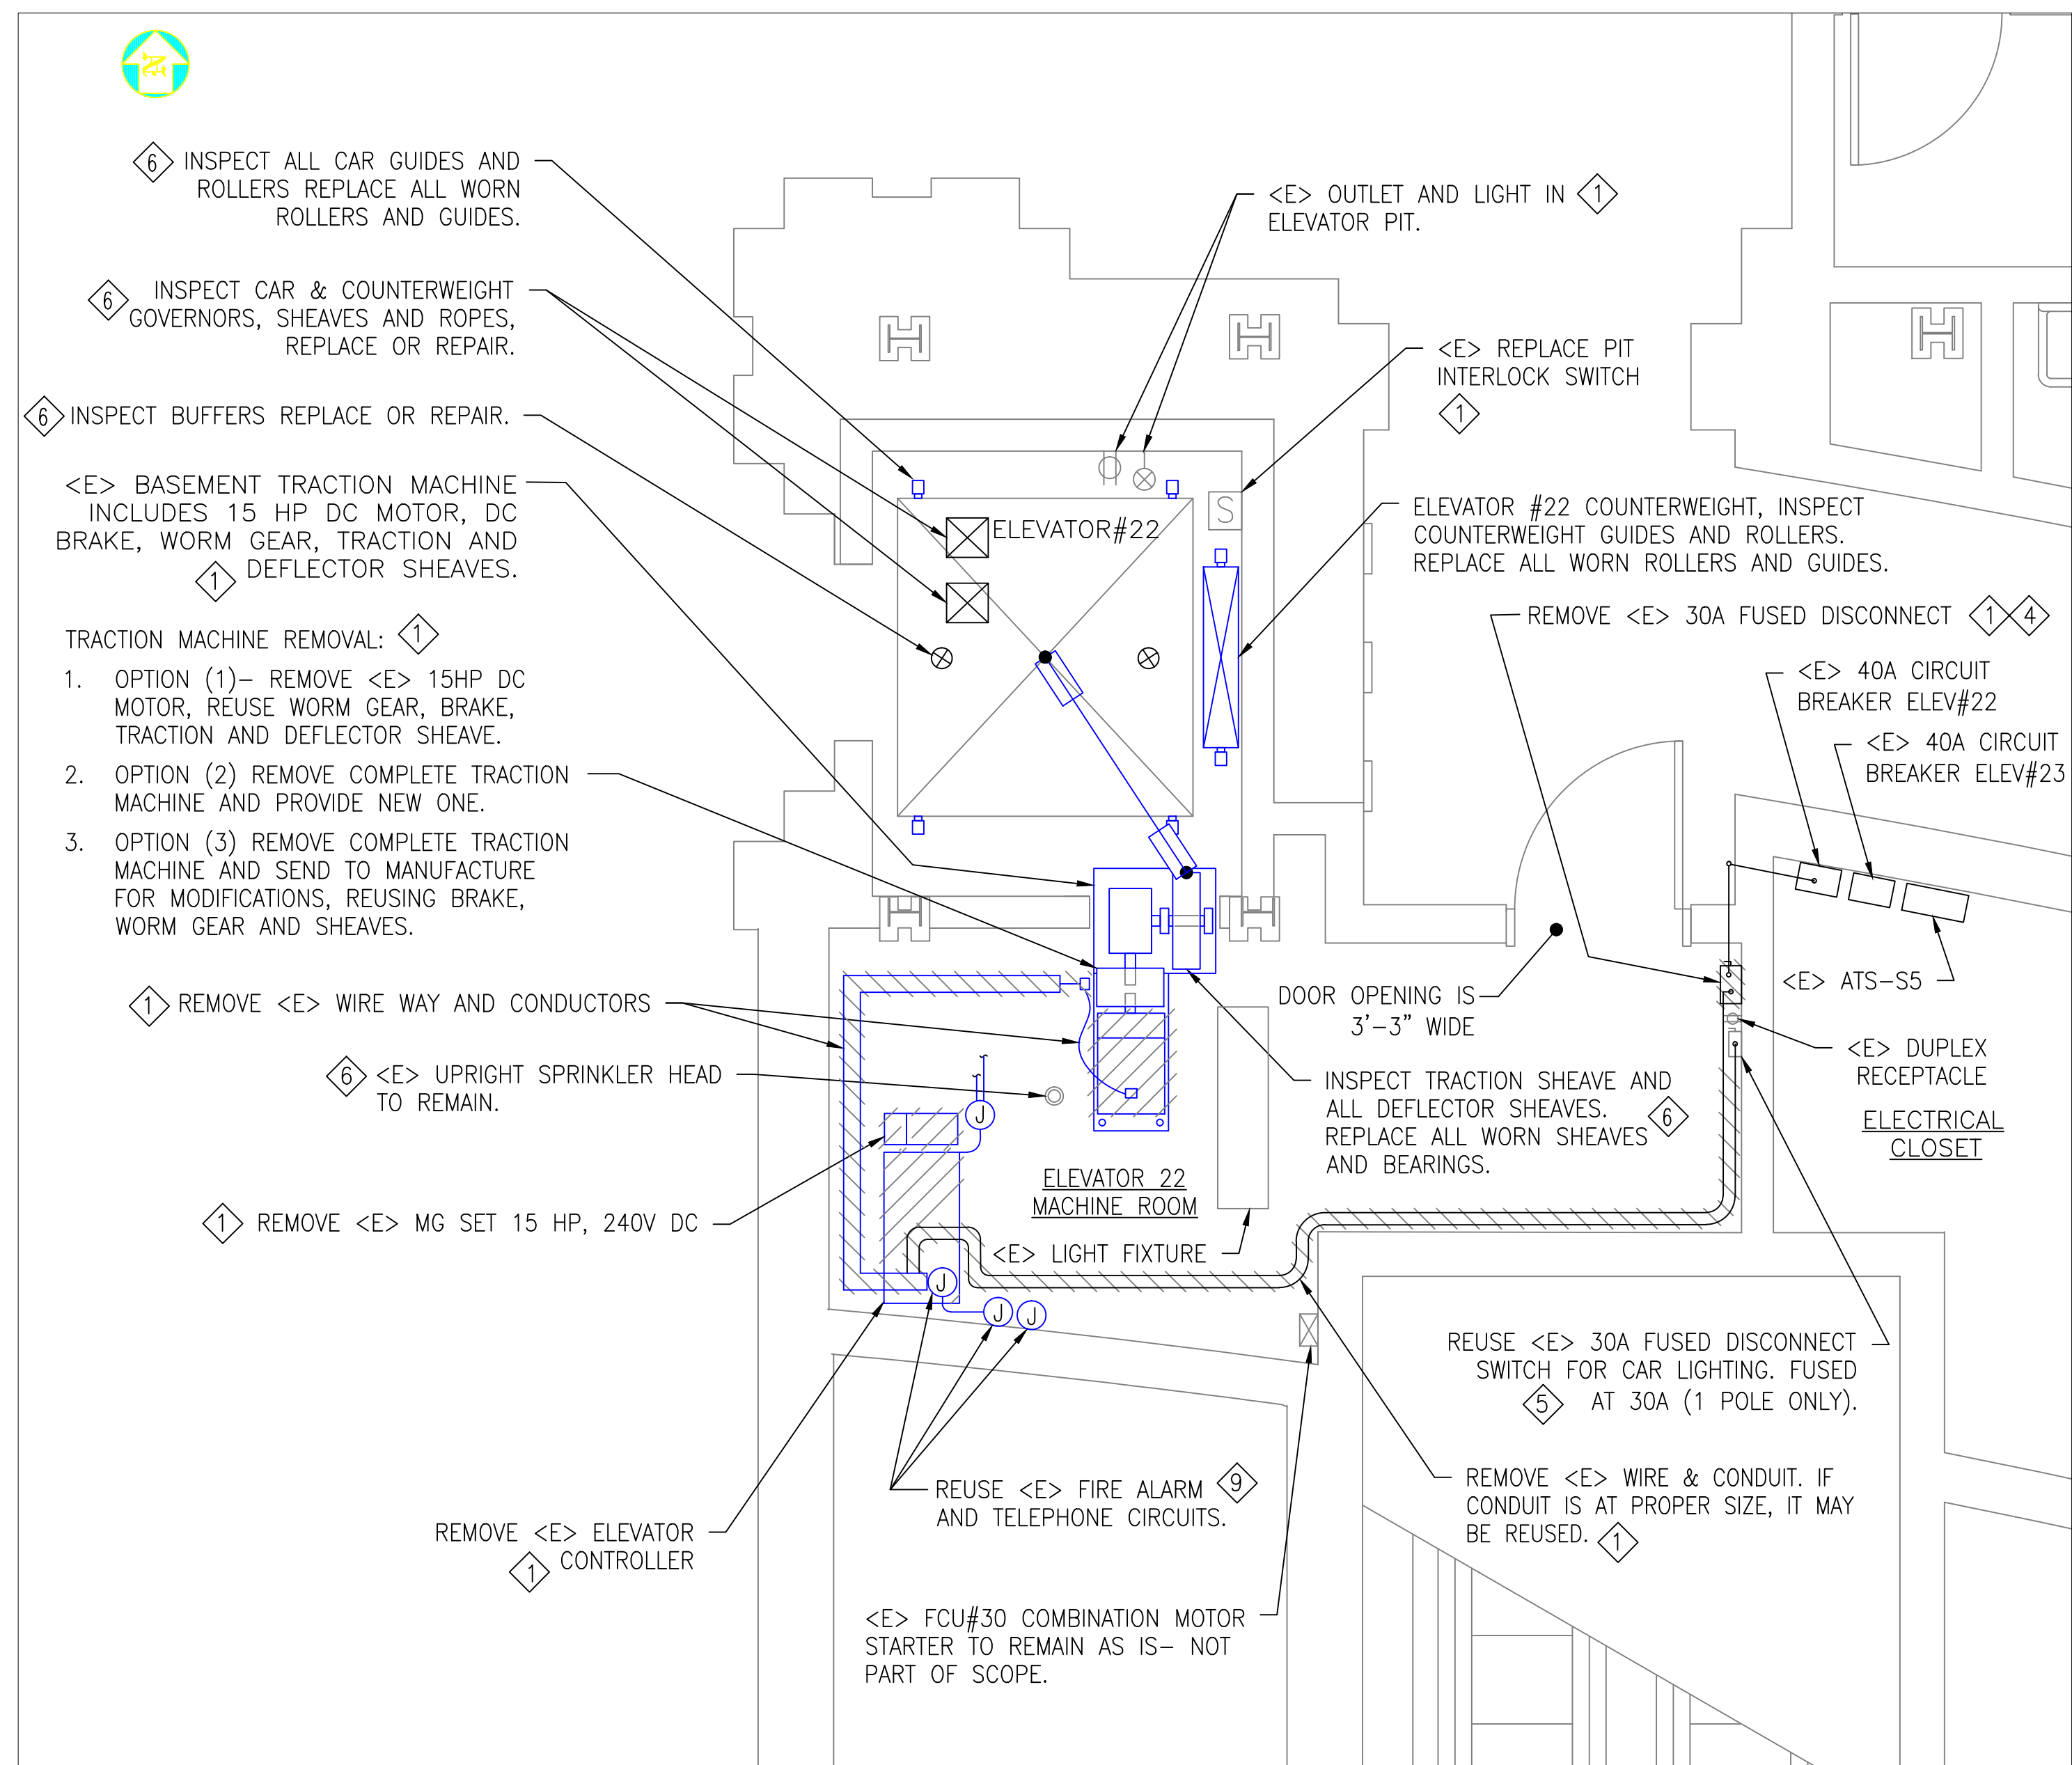 N
6 INSPECT ALL CAR GUIDES AND
ROLLERS REPLACE ALL WORN
ROLLERS AND GUIDES.
6 INSPECT CAR & COUNTERWEIGHT
GOVERNORS, SHEAVES AND ROPES,
REPLACE OR REPAIR.
6 INSPECT BUFFERS REPLACE OR REPAIR.
<E> BASEMENT TRACTION MACHINE
INCLUDES 15 HP DC MOTOR, DC
BRAKE, WORM GEAR, TRACTION AND
1 DEFLECTOR SHEAVES.
TRACTION MACHINE REMOVAL: 1
1. OPTION (1)- REMOVE <E> 15HP DC
MOTOR, REUSE WORM GEAR, BRAKE,
TRACTION AND DEFLECTOR SHEAVE.
2. OPTION (2) REMOVE COMPLETE TRACTION
MACHINE AND PROVIDE NEW ONE.
3. OPTION (3) REMOVE COMPLETE TRACTION
MACHINE AND SEND TO MANUFACTURE
FOR MODIFICATIONS, REUSING BRAKE,
WORM GEAR AND SHEAVES.
1 REMOVE <E> WIRE WAY AND CONDUCTORS
6 <E> UPRIGHT SPRINKLER HEAD
TO REMAIN.
1 REMOVE <E> MG SET 15 HP, 240V DC
REMOVE <E> ELEVATOR
1 CONTROLLER
<E> OUTLET AND LIGHT IN 1
ELEVATOR PIT.
<E> REPLACE PIT
INTERLOCK SWITCH
1
S
ELEVATOR#22
ELEVATOR #22 COUNTERWEIGHT, INSPECT
COUNTERWEIGHT GUIDES AND ROLLERS.
REPLACE ALL WORN ROLLERS AND GUIDES.
REMOVE <E> 30A FUSED DISCONNECT 1 4
<E> 40A CIRCUIT
BREAKER ELEV#22
<E> 40A CIRCUIT
BREAKER ELEV#23
<E> ATS-S5
DOOR OPENING IS
3'-3" WIDE
<E> DUPLEX
RECEPTACLE
ELECTRICAL
CLOSET
INSPECT TRACTION SHEAVE AND
ALL DEFLECTOR SHEAVES.
REPLACE ALL WORN SHEAVES 6
AND BEARINGS.
J
ELEVATOR 22
MACHINE ROOM
<E> LIGHT FIXTURE
J
J
J
REUSE <E> 30A FUSED DISCONNECT
SWITCH FOR CAR LIGHTING. FUSED
5 AT 30A (1 POLE ONLY).
REUSE <E> FIRE ALARM 9
AND TELEPHONE CIRCUITS.
REMOVE <E> WIRE & CONDUIT. IF
CONDUIT IS AT PROPER SIZE, IT MAY
BE REUSED. 1
<E> FCU#30 COMBINATION MOTOR
STARTER TO REMAIN AS IS- NOT
PART OF SCOPE.